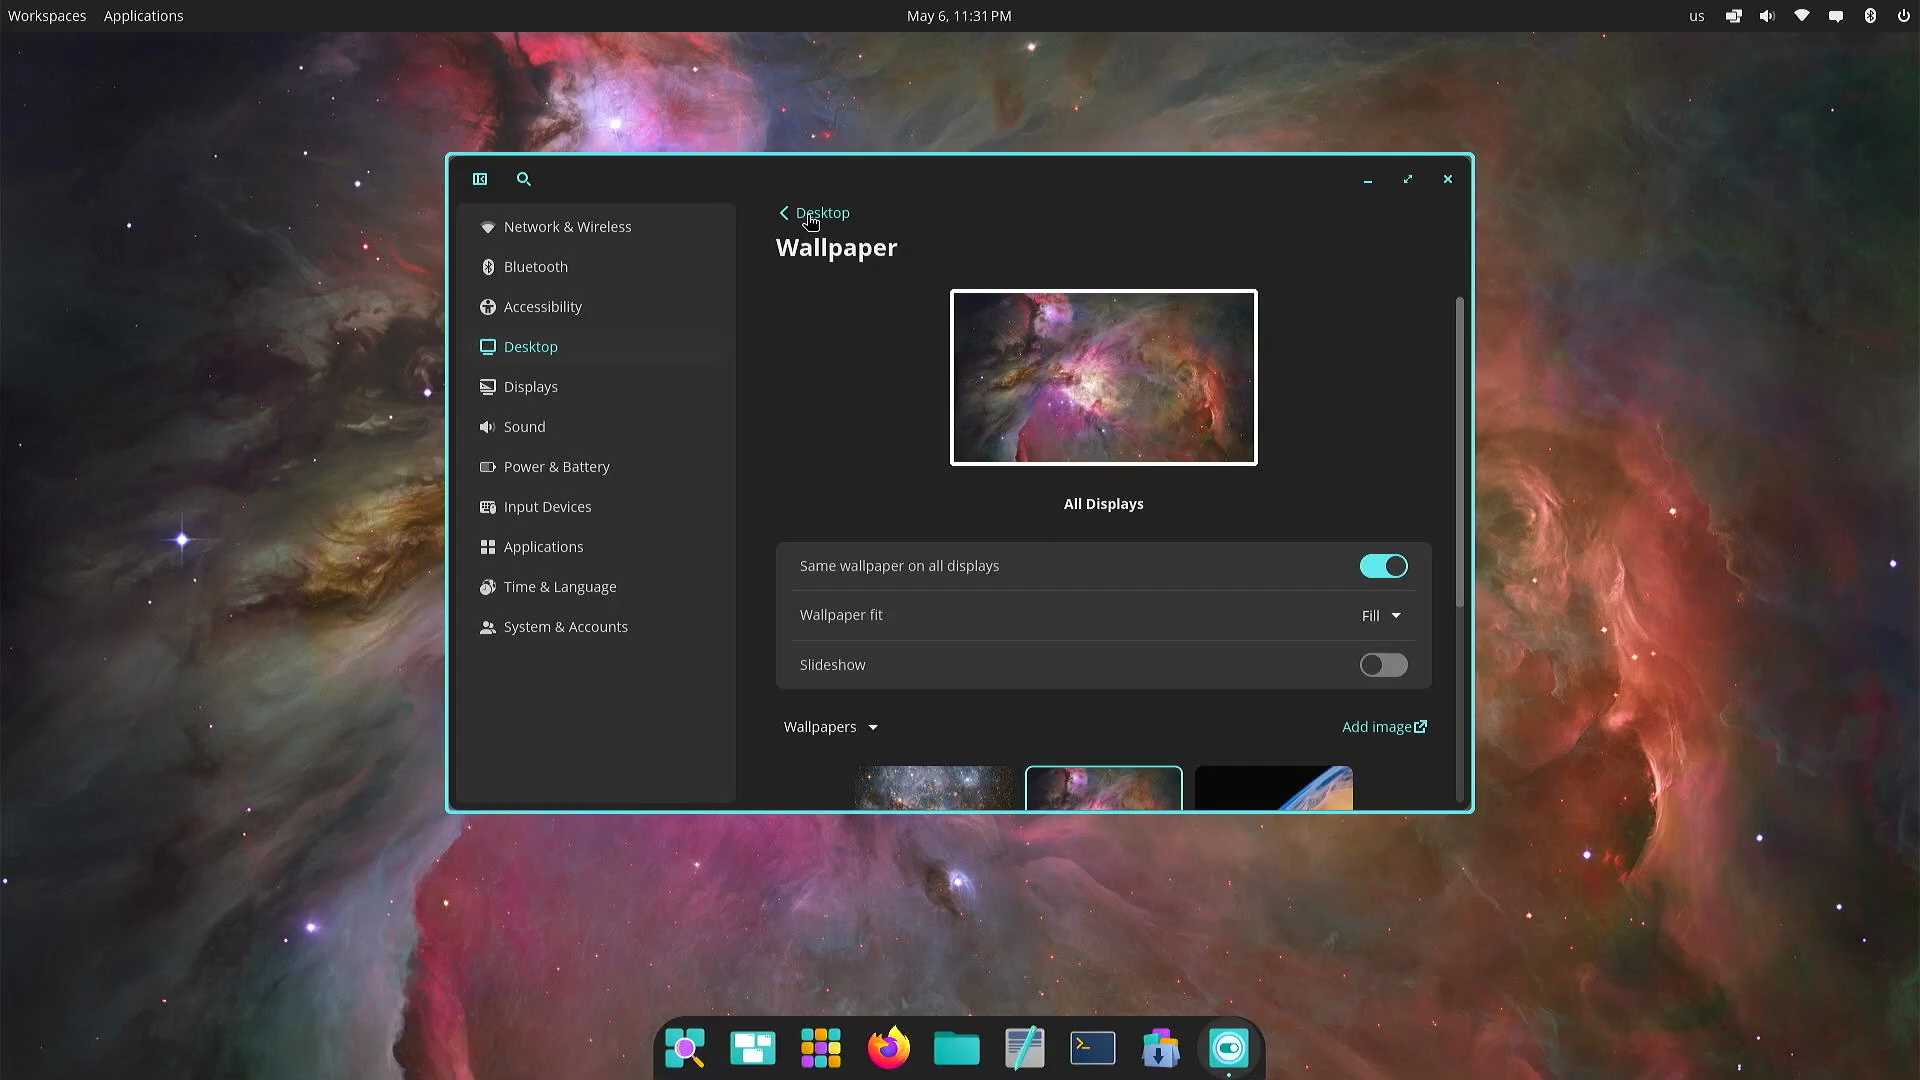 Workspaces Applications May 6, 11:31 PM us
Desktop
Wallpaper
Network & Wireless
Bluetooth
Accessibility
Desktop
Displays
Sound
Power & Battery
Input Devices
Applications
Time & Language
System & Accounts
All Displays
Same wallpaper on all displays
Wallpaper fit Fill
Slideshow
Wallpapers Add image